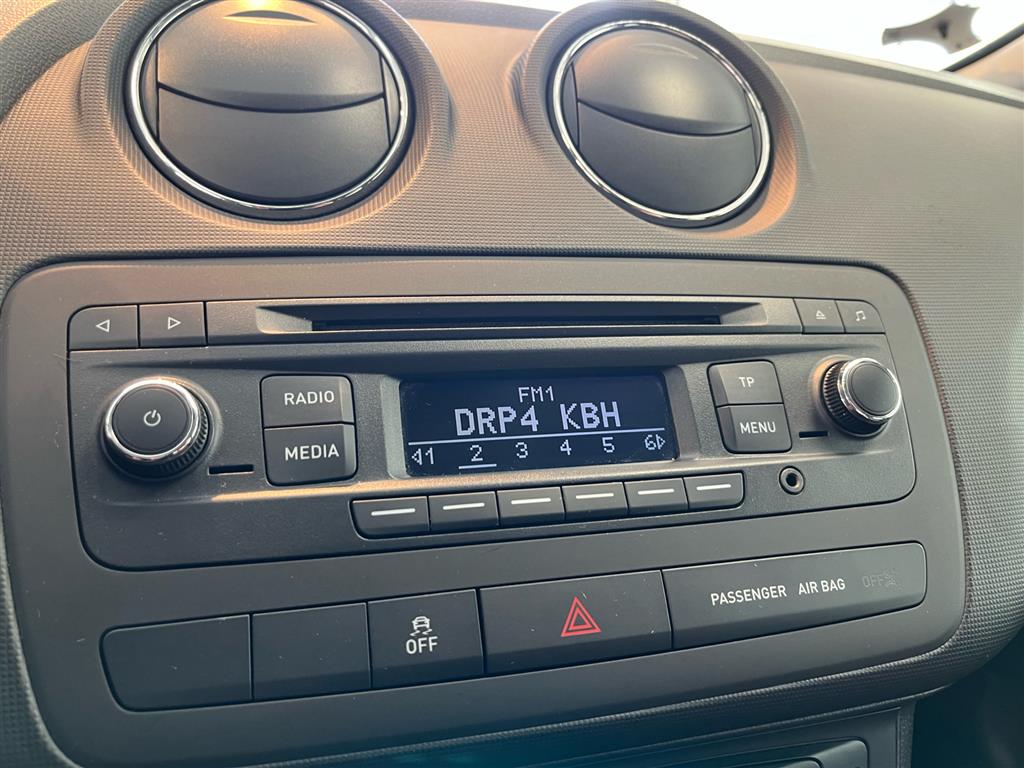 RADIO
MEDIA
FM1
DRP4 KBH
1 2 3 4 5 6
TP
MENU
OFF
PASSENGER AIR BAG OFF